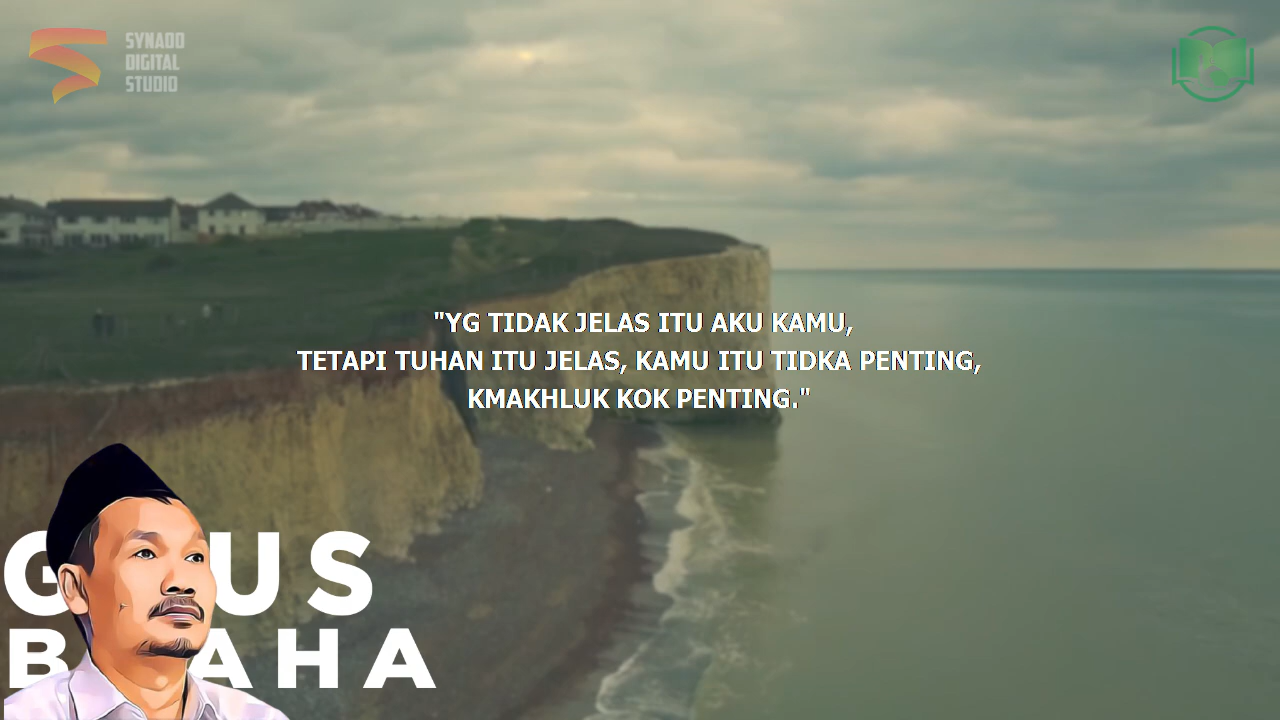 SYNADO
DIGITAL
STUDIO
"YG TIDAK JELAS ITU AKU KAMU,
TETAPI TUHAN ITU JELAS, KAMU ITU TIDKA PENTING,
KMAKHLUK KOK PENTING."
GUS
BAHA